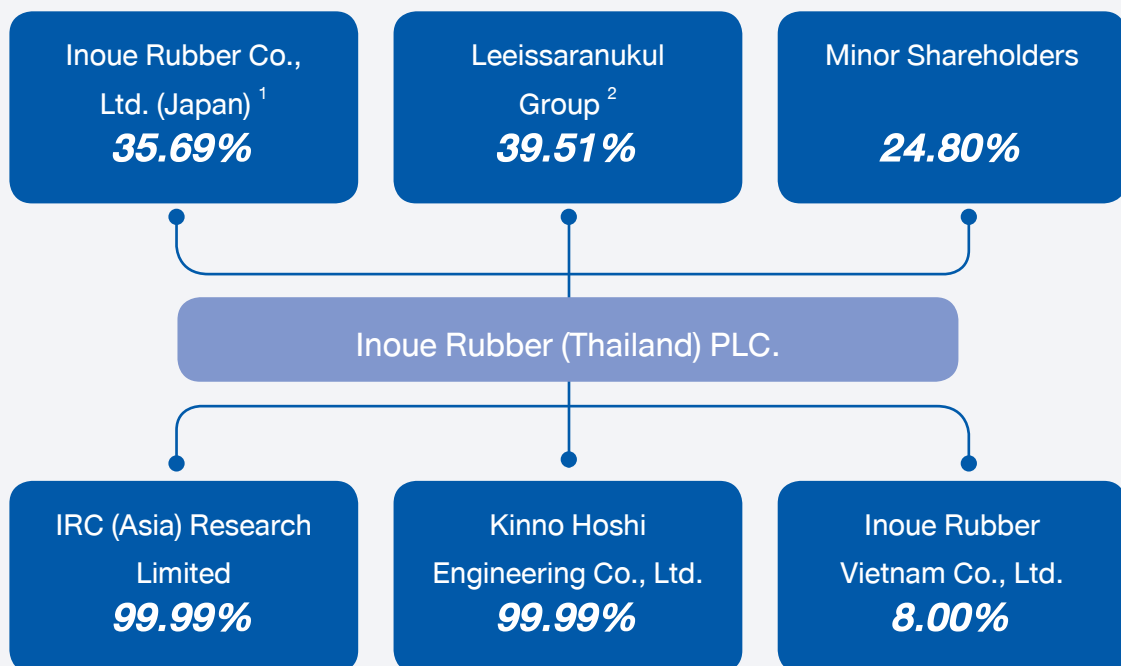 Inoue Rubber Co.,
Ltd. (Japan) 1
35.69%
Leeissaranukul
Group 2
39.51%
Minor Shareholders
24.80%
Inoue Rubber (Thailand) PLC.
IRC (Asia) Research
Limited
99.99%
Kinno Hoshi
Engineering Co., Ltd.
99.99%
Inoue Rubber
Vietnam Co., Ltd.
8.00%